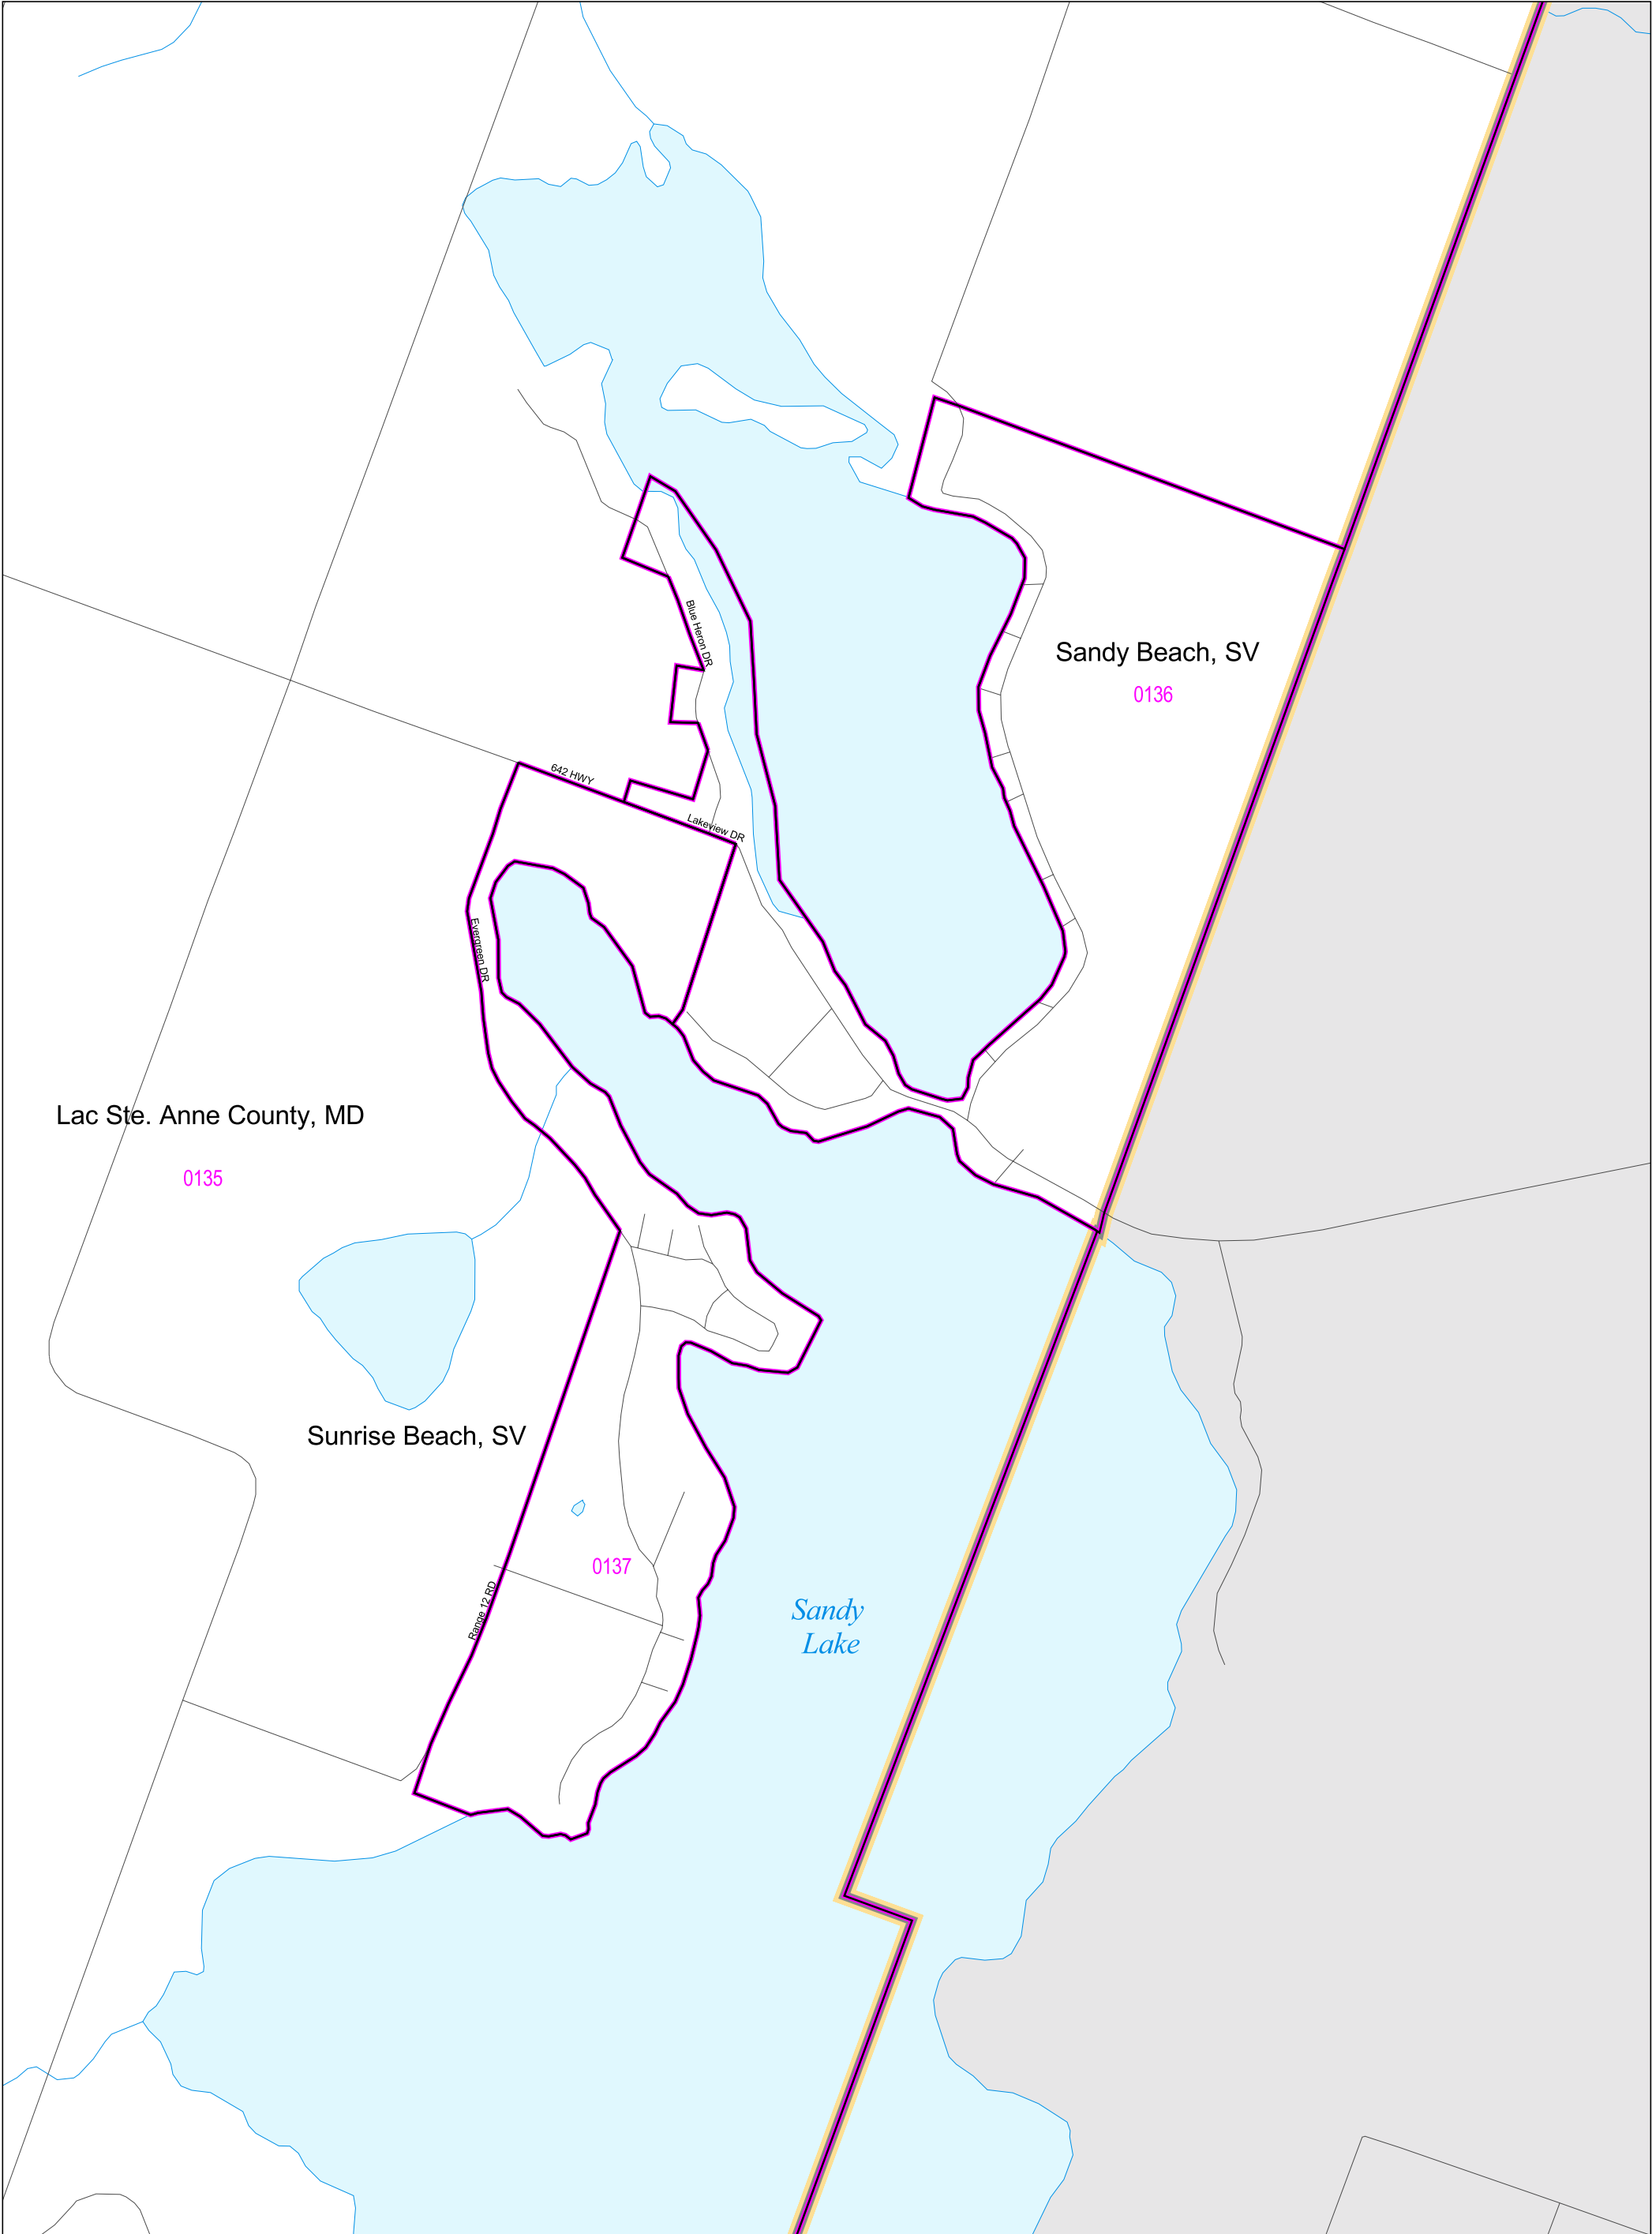 Blue Heron DR
Sandy Beach, SV
0136
642 HWY
Lakeview DR
Evergreen DR
Lac Ste. Anne County, MD
0135
Sunrise Beach, SV
0137
Range 12 RD
Sandy
Lake